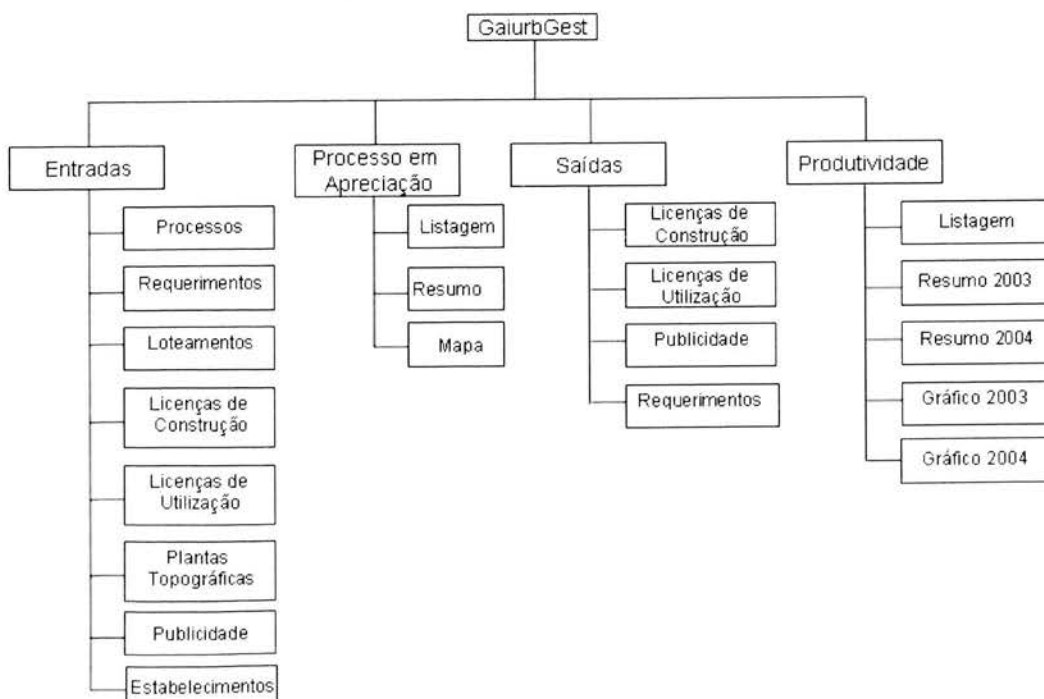 GaiurbGest
Entradas
Processos
Requerimentos
Loteamentos
Licenças de
Construção
Licenças de
Utilização
Plantas
Topográficas
Publicidade
Estabelecimentos
Processo em
Apreciação
Listagem
Resumo
Mapa
Saídas
Licenças de
Construção
Licenças de
Utilização
Publicidade
Requerimentos
Produtividade
Listagem
Resumo 2003
Resumo 2004
Gráfico 2003
Gráfico 2004